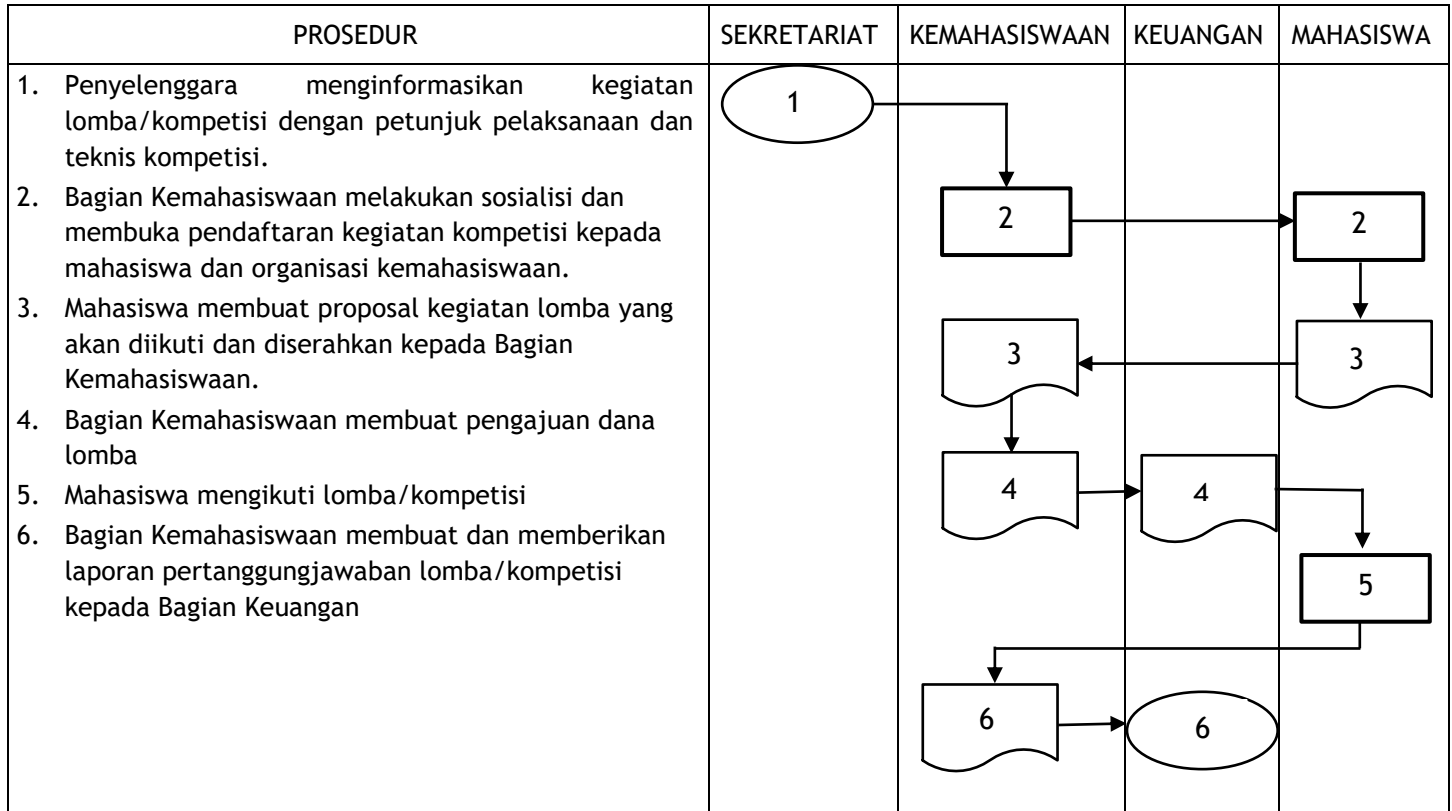 PROSEDUR SEKRETARIAT KEMAHASISWAAN KEUANGAN MAHASISWA
1. Penyelenggara menginformasikan kegiatan
lomba/kompetisi dengan petunjuk pelaksanaan dan
teknis kompetisi.
2. Bagian Kemahasiswaan melakukan sosialisi dan
membuka pendaftaran kegiatan kompetisi kepada
mahasiswa dan organisasi kemahasiswaan.
3. Mahasiswa membuat proposal kegiatan lomba yang
akan diikuti dan diserahkan kepada Bagian
Kemahasiswaan.
4. Bagian Kemahasiswaan membuat pengajuan dana
lomba
5. Mahasiswa mengikuti lomba/kompetisi
6. Bagian Kemahasiswaan membuat dan memberikan
laporan pertanggungjawaban lomba/kompetisi
kepada Bagian Keuangan
1
2 2
3 3
4 4
5
6 6